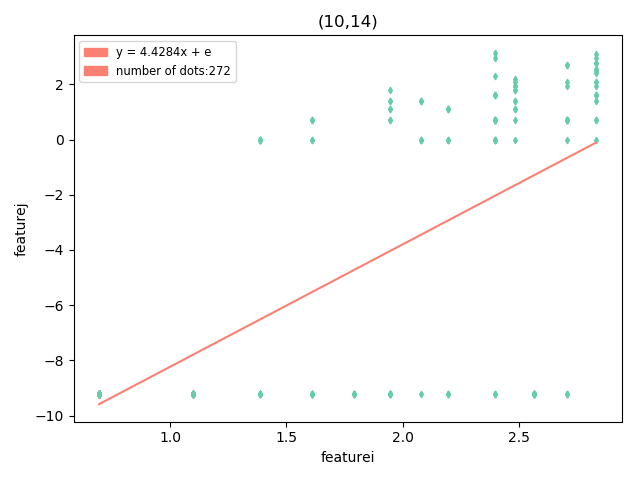 (10,14)
y = 4.4284x + e
number of dots:272
featurej
2
0
−2
−4
−6
−8
−10
1.0 1.5 2.0 2.5
featurei